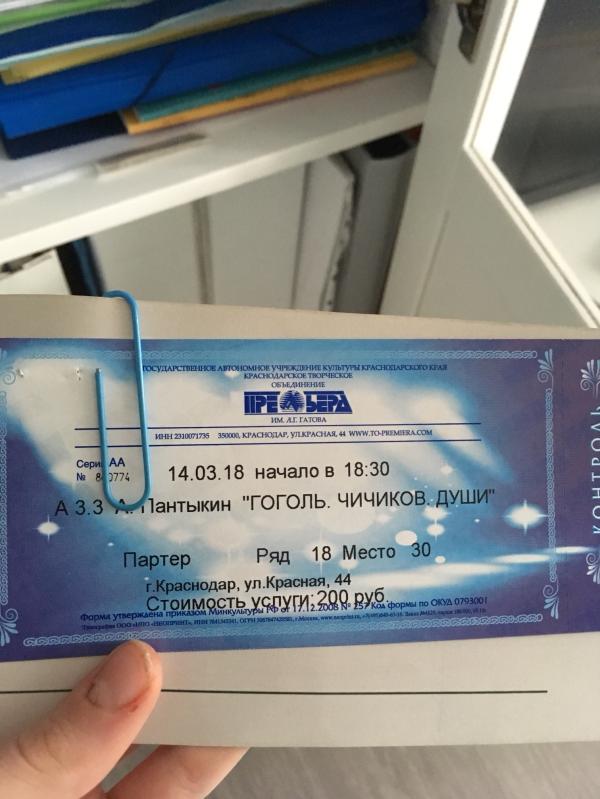 ГОСУДАРСТВЕННОЕ АВТОНОМНОЕ УЧРЕЖДЕНИЕ КУЛЬТУРЫ КРАСНОДАРСКОГО КРАЯ
КРАСНОДАРСКОЕ ТВОРЧЕСКОЕ
ОБЪЕДИНЕНИЕ
ПРЕМЬЕРА
ИМ. Л.Г. ГАТОВА
ИНН 2310071735 350000, КРАСНОДАР, УЛ.КРАСНАЯ, 44 WWW.TO-PREMIERA.COM
Серия АА
№
14.03.18 начало в 18:30
А 3.3 А. Пантыкин "ГОГОЛЬ. ЧИЧИКОВ. ДУШИ"
Партер Ряд 18 Место 30
г.Краснодар, ул.Красная, 44
Стоимость услуги:200 руб.
Форма утверждена приказом Минкультуры РФ от 17.12.2008 № 257 Код формы по ОКУД 0793001
КОНТРОЛЬ